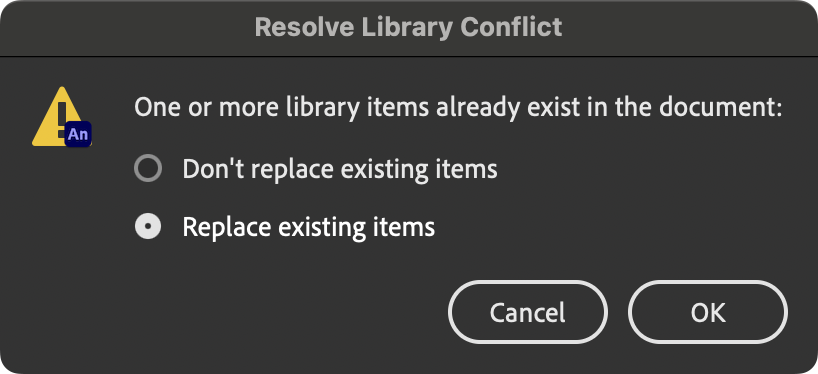 Resolve Library Conflict
One or more library items already exist in the document:
An
Don't replace existing items
Replace existing items
Cancel
OK